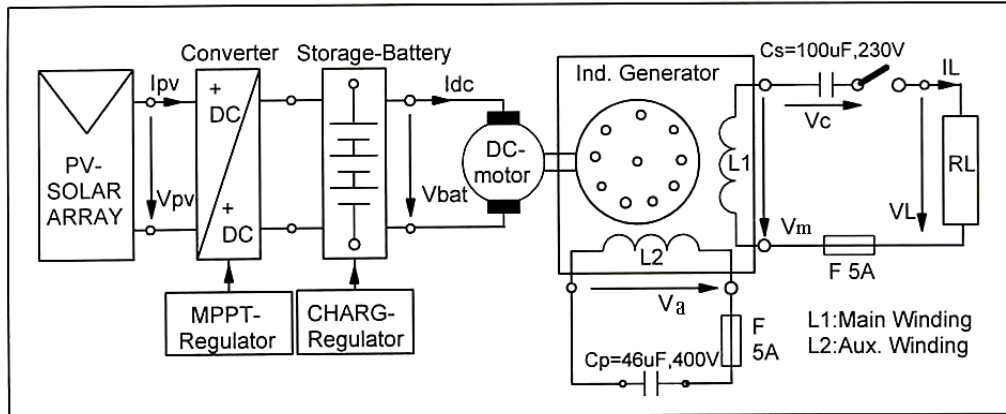 Converter
Storage-Battery
Cs=100uF,230V
Ipv
Idc
Ind. Generator
IL
+
DC
Vc
PV-
SOLAR
ARRAY
DC-
motor
L1
RL
Vpv
Vbat
+
DC
Vm
VL
L2
F 5A
Va
MPPT-
Regulator
CHARG-
Regulator
F
5A
L1:Main Winding
L2:Aux. Winding
Cp=46uF,400V